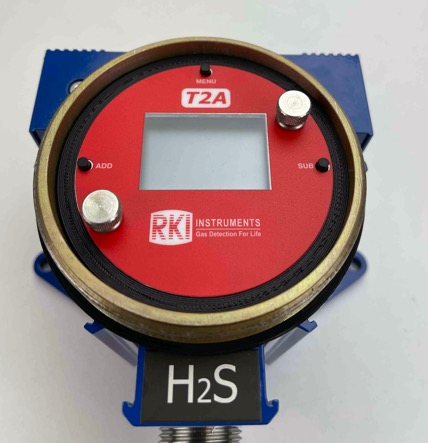 MENU
T2A
ADD
SUB
RKI INSTRUMENTS
Gas Detection For Life
H2S